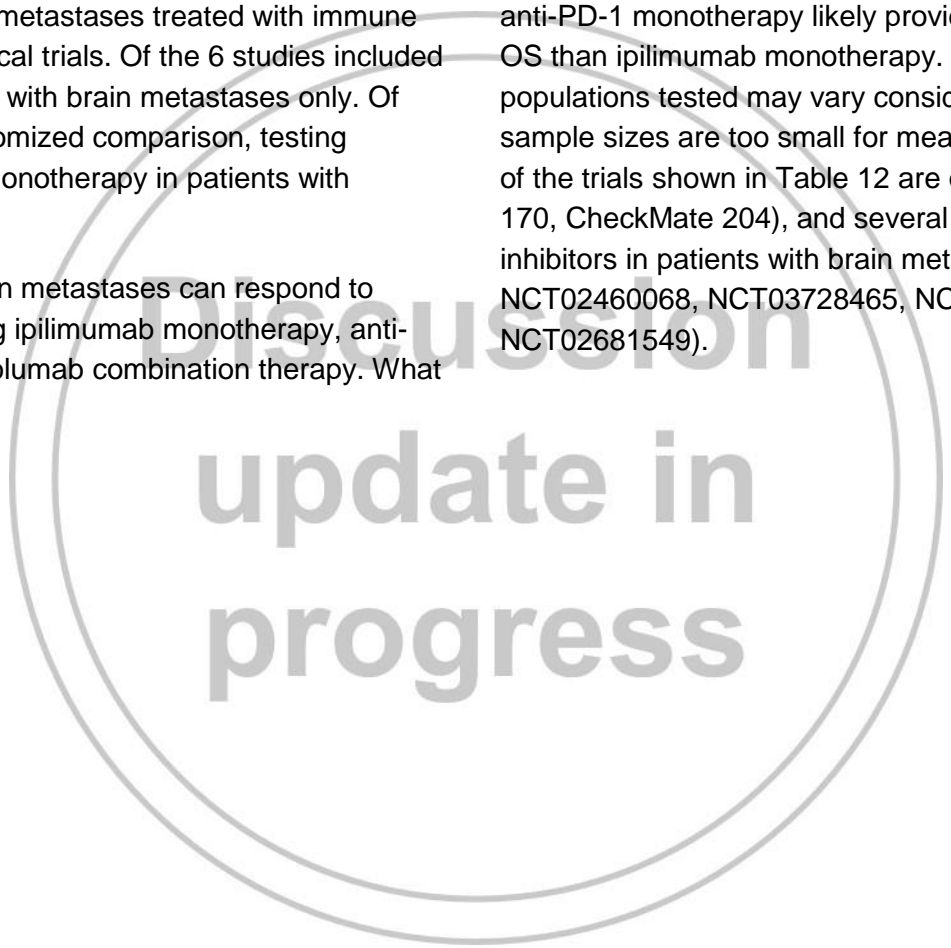 metastases treated with immune
cal trials. Of the 6 studies included
with brain metastases only. Of
omized comparison, testing
onotherapy in patients with
n metastases can respond to
g ipilimumab monotherapy, anti-
olumab combination therapy. What
anti-PD-1 monotherapy likely provi
OS than ipilimumab monotherapy.
populations tested may vary consi
sample sizes are too small for mea
of the trials shown in Table 12 are
170, CheckMate 204), and several
inhibitors in patients with brain met
NCT02460068, NCT03728465, NC
NCT02681549).
Discussion
update in
progress